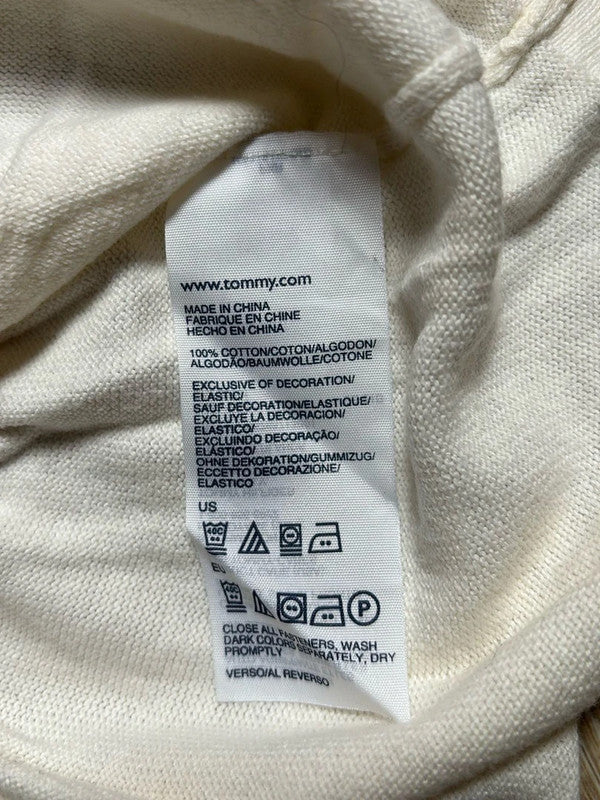 www.tommy.com
MADE IN CHINA
FABRIQUE EN CHINE
HECHO EN CHINA
100% COTTON/COTON/ALGODON/
ALGODÃO/BAUMWOLLE/COTONE
EXCLUSIVE OF DECORATION/
ELASTIC/
SAUF DECORATION/ELASTIQUE/
EXCLUYE LA DECORACION/
ELASTICO/
EXCLUINDO DECORAÇÃO/
ELÁSTICO/
OHNE DEKORATION/GUMMIZUG/
ECCETTO DECORAZIONE/
ELASTICO
US
40C
P
CLOSE ALL FASTENERS, WASH
DARK COLORS SEPARATELY, DRY
PROMPTLY
VERSO/AL REVERSO